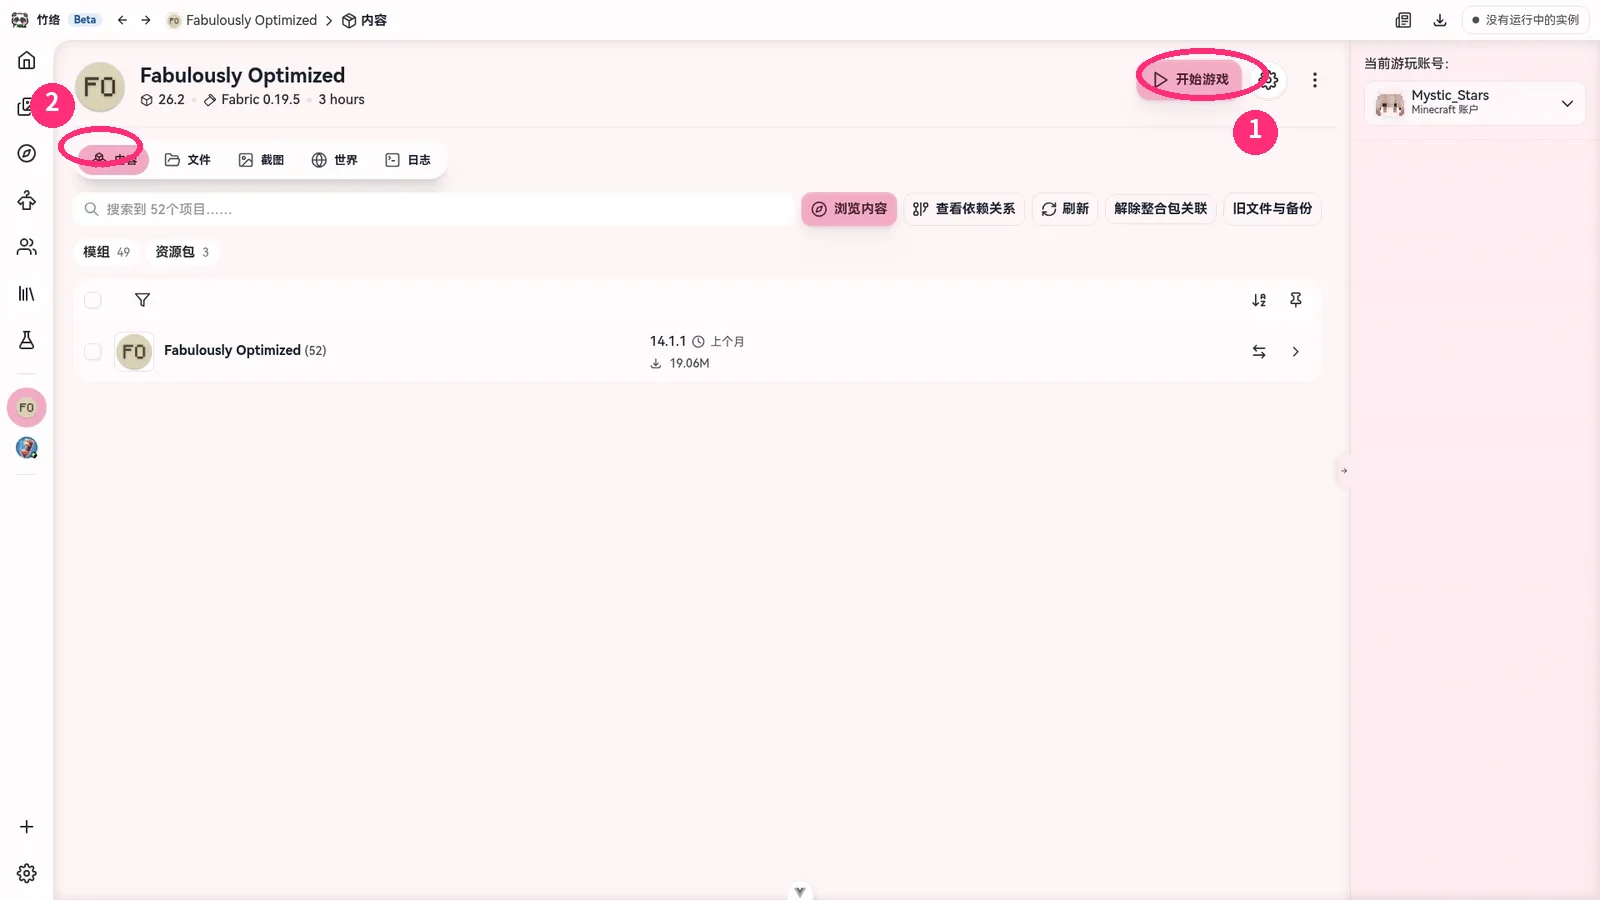 竹络 Beta Fabulously Optimized 内容 没有运行中的实例
FO Fabulously Optimized
26.2 Fabric 0.19.5 3 hours
开始游戏
当前游玩账号：
Mystic_Stars
Minecraft 账户
1
2
内容 文件 截图 世界 日志
搜索到 52个项目…… 浏览内容 查看依赖关系 刷新 解除整合包关联 旧文件与备份
模组 49 资源包 3
FO Fabulously Optimized (52) 14.1.1 上个月
19.06M
FO